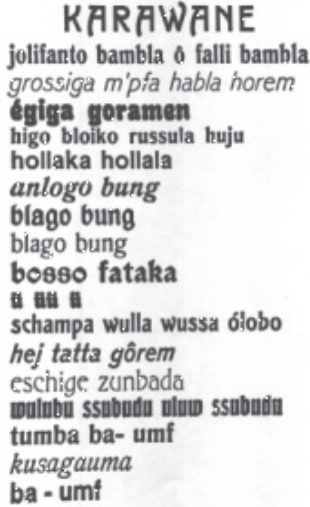 KARAWANE
jolifanto bambla ô falli bambla
grossiga m'pfa habla horem
égiga goramen
higo bloiko russula huju
hollaka hollala
anlogo bung
blago bung
blago bung
bosso fataka
ü üü ü
schampa wulla wussa ólobo
hej tatta gôrem
eschige zunbada
wulubu ssubudu uluw ssubudu
tumba ba- umf
kusagauma
ba - umf